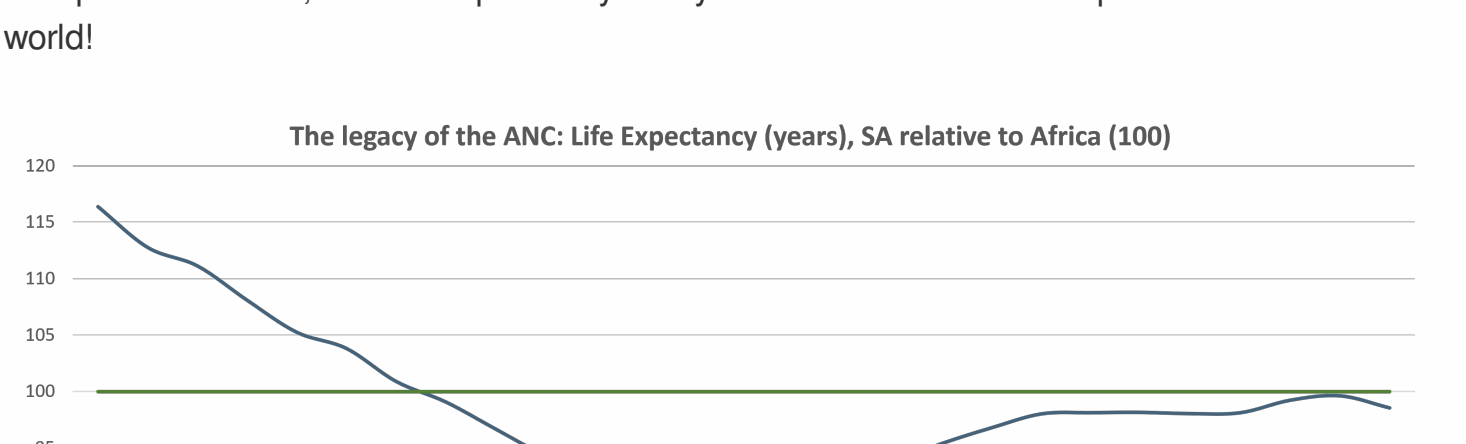 world!
The legacy of the ANC: Life Expectancy (years), SA relative to Africa (100)
120
115
110
105
100